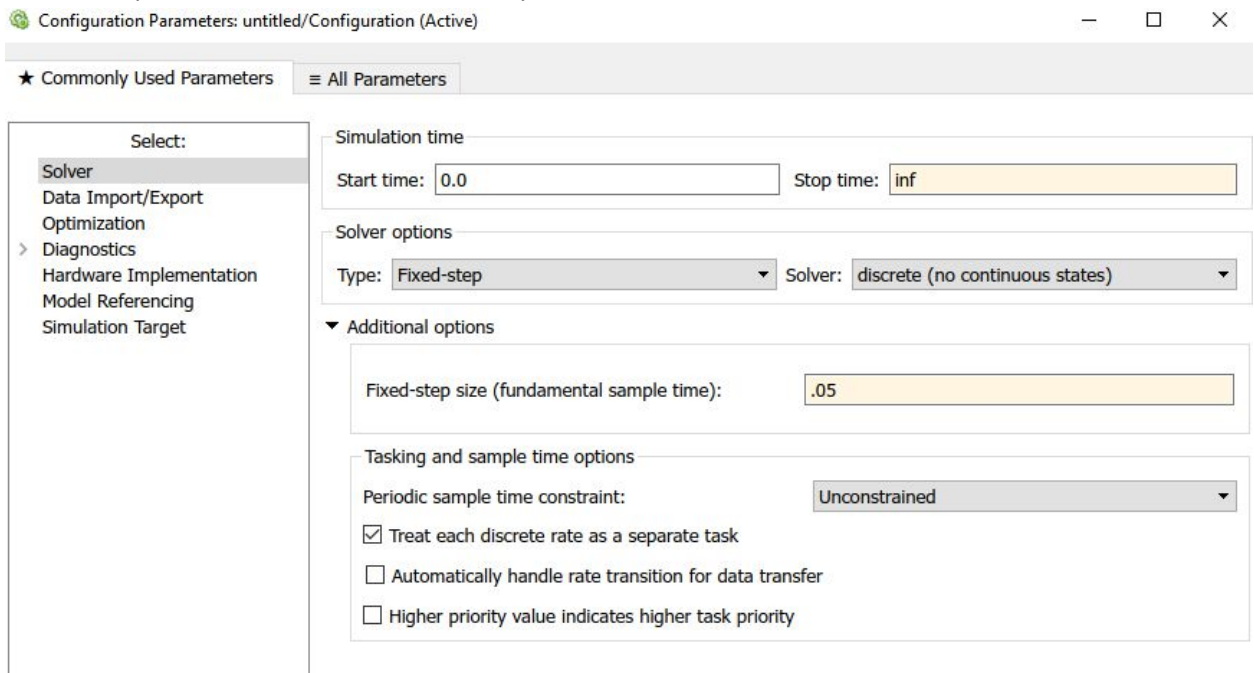 Configuration Parameters: untitled/Configuration (Active)
★ Commonly Used Parameters
≡ All Parameters
Select:
Solver
Data Import/Export
Optimization
Diagnostics
Hardware Implementation
Model Referencing
Simulation Target
Simulation time
Start time: 0.0 Stop time: inf
Solver options
Type: Fixed-step Solver: discrete (no continuous states)
Additional options
Fixed-step size (fundamental sample time): .05
Tasking and sample time options
Periodic sample time constraint: Unconstrained
Treat each discrete rate as a separate task
Automatically handle rate transition for data transfer
Higher priority value indicates higher task priority